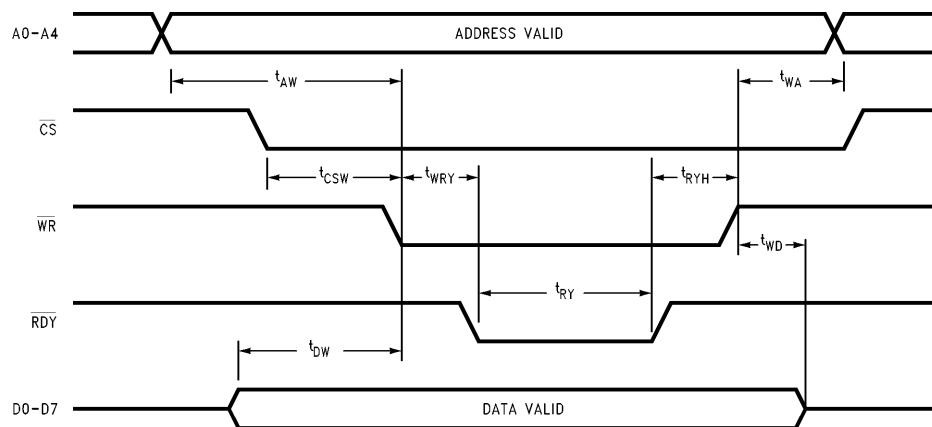 A0-A4
ADDRESS VALID
tAW
tWA
CS
tCSW
tWRY
tRYH
WR
tWD
tRY
RDY
tDW
D0-D7
DATA VALID